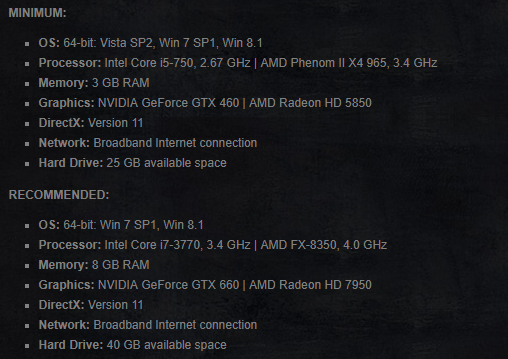 MINIMUM:
OS: 64-bit: Vista SP2, Win 7 SP1, Win 8.1
Processor: Intel Core i5-750, 2.67 GHz | AMD Phenom II X4 965, 3.4 GHz
Memory: 3 GB RAM
Graphics: NVIDIA GeForce GTX 460 | AMD Radeon HD 5850
DirectX: Version 11
Network: Broadband Internet connection
Hard Drive: 25 GB available space
RECOMMENDED:
OS: 64-bit: Win 7 SP1, Win 8.1
Processor: Intel Core i7-3770, 3.4 GHz | AMD FX-8350, 4.0 GHz
Memory: 8 GB RAM
Graphics: NVIDIA GeForce GTX 660 | AMD Radeon HD 7950
DirectX: Version 11
Network: Broadband Internet connection
Hard Drive: 40 GB available space